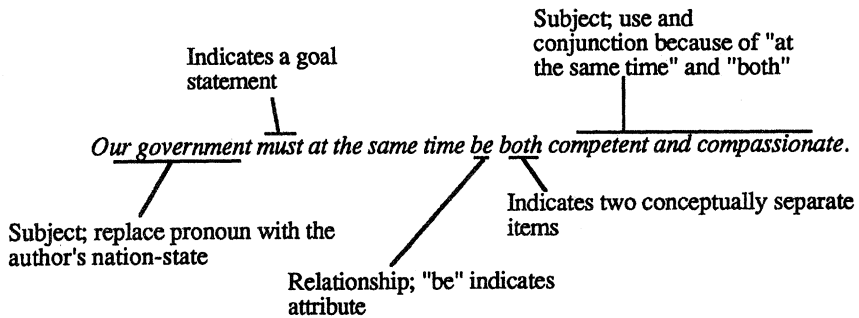 Subject; use and
conjunction because of "at
the same time" and "both"
Indicates a goal
statement
Our government must at the same time be both competent and compassionate.
Indicates two conceptually separate
items
Subject; replace pronoun with the
author's nation-state
Relationship; "be" indicates
attribute